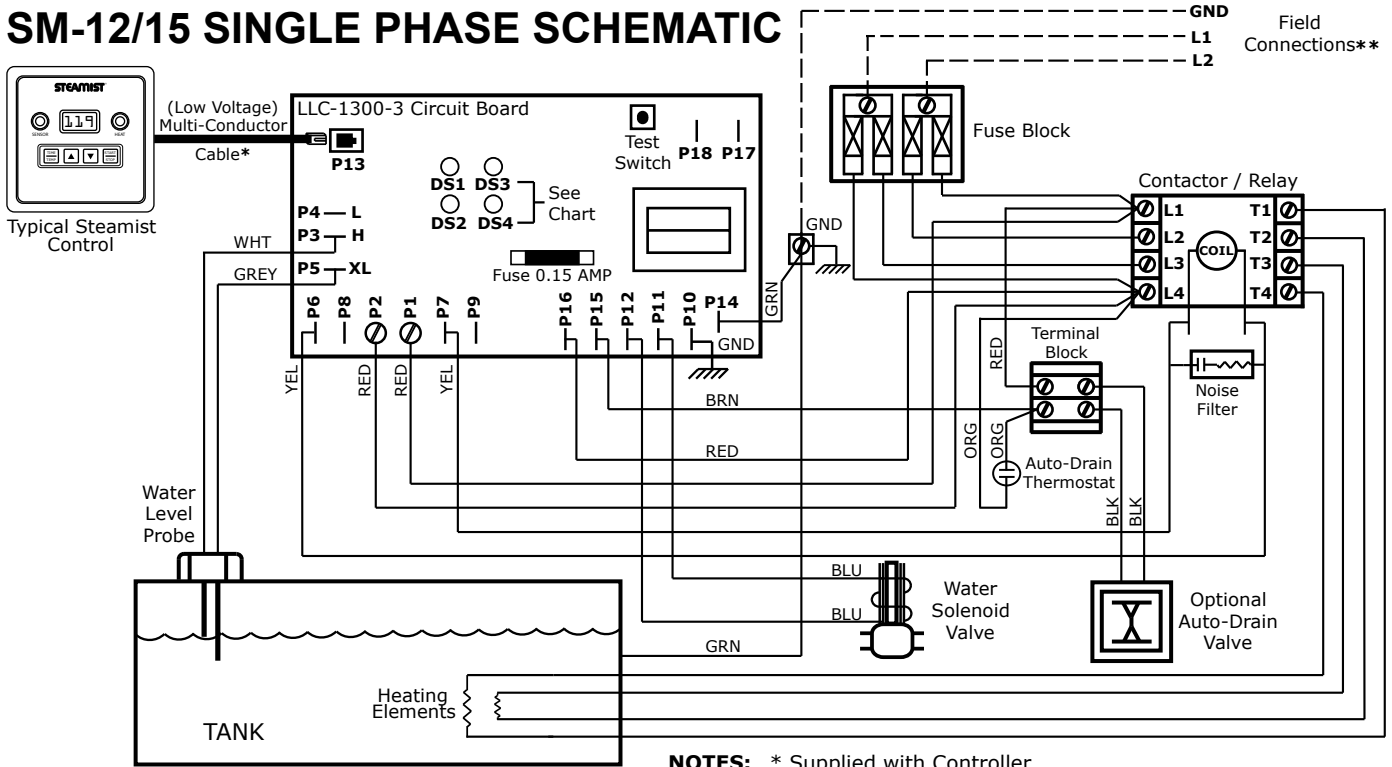 SM-12/15 SINGLE PHASE SCHEMATIC
GND
L1
L2
Field
Connections**
STEAMIST
119
SENSOR
HEAT
TIME
TEMP
START
STOP
Typical Steamist
Control
(Low Voltage)
Multi-Conductor
Cable*
LLC-1300-3 Circuit Board
P13
Test
Switch
P18 P17
DS1 DS3
DS2 DS4
See
Chart
P4 L
P3 H
P5 XL
WHT
GREY
Fuse 0.15 AMP
P6
P8
P2
P1
P7
P9
P16
P15
P12
P11
P10
P14
GND
GND
GRN
Fuse Block
Contactor / Relay
L1 T1
L2 T2
L3 T3
L4 T4
COIL
Terminal
Block
Noise
Filter
YEL
RED
RED
YEL
BRN
RED
RED
ORG
ORG
Auto-Drain
Thermostat
BLK
BLK
Water
Level
Probe
BLU
BLU
Water
Solenoid
Valve
Optional
Auto-Drain
Valve
GRN
Heating
Elements
TANK
NOTES: * Supplied with Controller